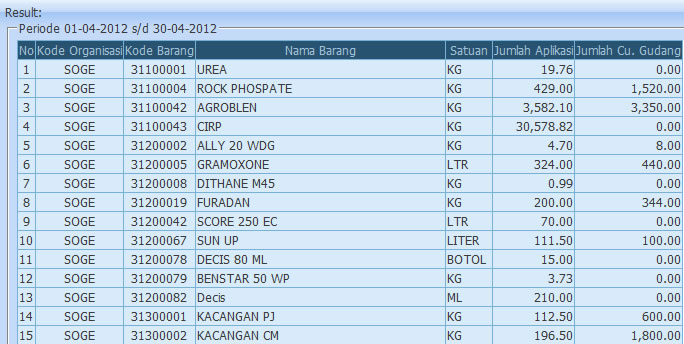 Result:
Periode 01-04-2012 s/d 30-04-2012
No Kode Organisasi Kode Barang Nama Barang Satuan Jumlah Aplikasi Jumlah Cu. Gudang
1 SOGE 31100001 UREA KG 19.76 0.00
2 SOGE 31100004 ROCK PHOSPATE KG 429.00 1,520.00
3 SOGE 31100042 AGROBLEN KG 3,582.10 3,350.00
4 SOGE 31100043 CIRP KG 30,578.82 0.00
5 SOGE 31200002 ALLY 20 WDG KG 4.70 8.00
6 SOGE 31200005 GRAMOXONE LTR 324.00 440.00
7 SOGE 31200008 DITHANE M45 KG 0.99 0.00
8 SOGE 31200019 FURADAN KG 200.00 344.00
9 SOGE 31200042 SCORE 250 EC LTR 70.00 0.00
10 SOGE 31200067 SUN UP LITER 111.50 100.00
11 SOGE 31200078 DECIS 80 ML BOTOL 15.00 0.00
12 SOGE 31200079 BENSTAR 50 WP KG 3.73 0.00
13 SOGE 31200082 Decis ML 210.00 0.00
14 SOGE 31300001 KACANGAN PJ KG 112.50 600.00
15 SOGE 31300002 KACANGAN CM KG 196.50 1,800.00